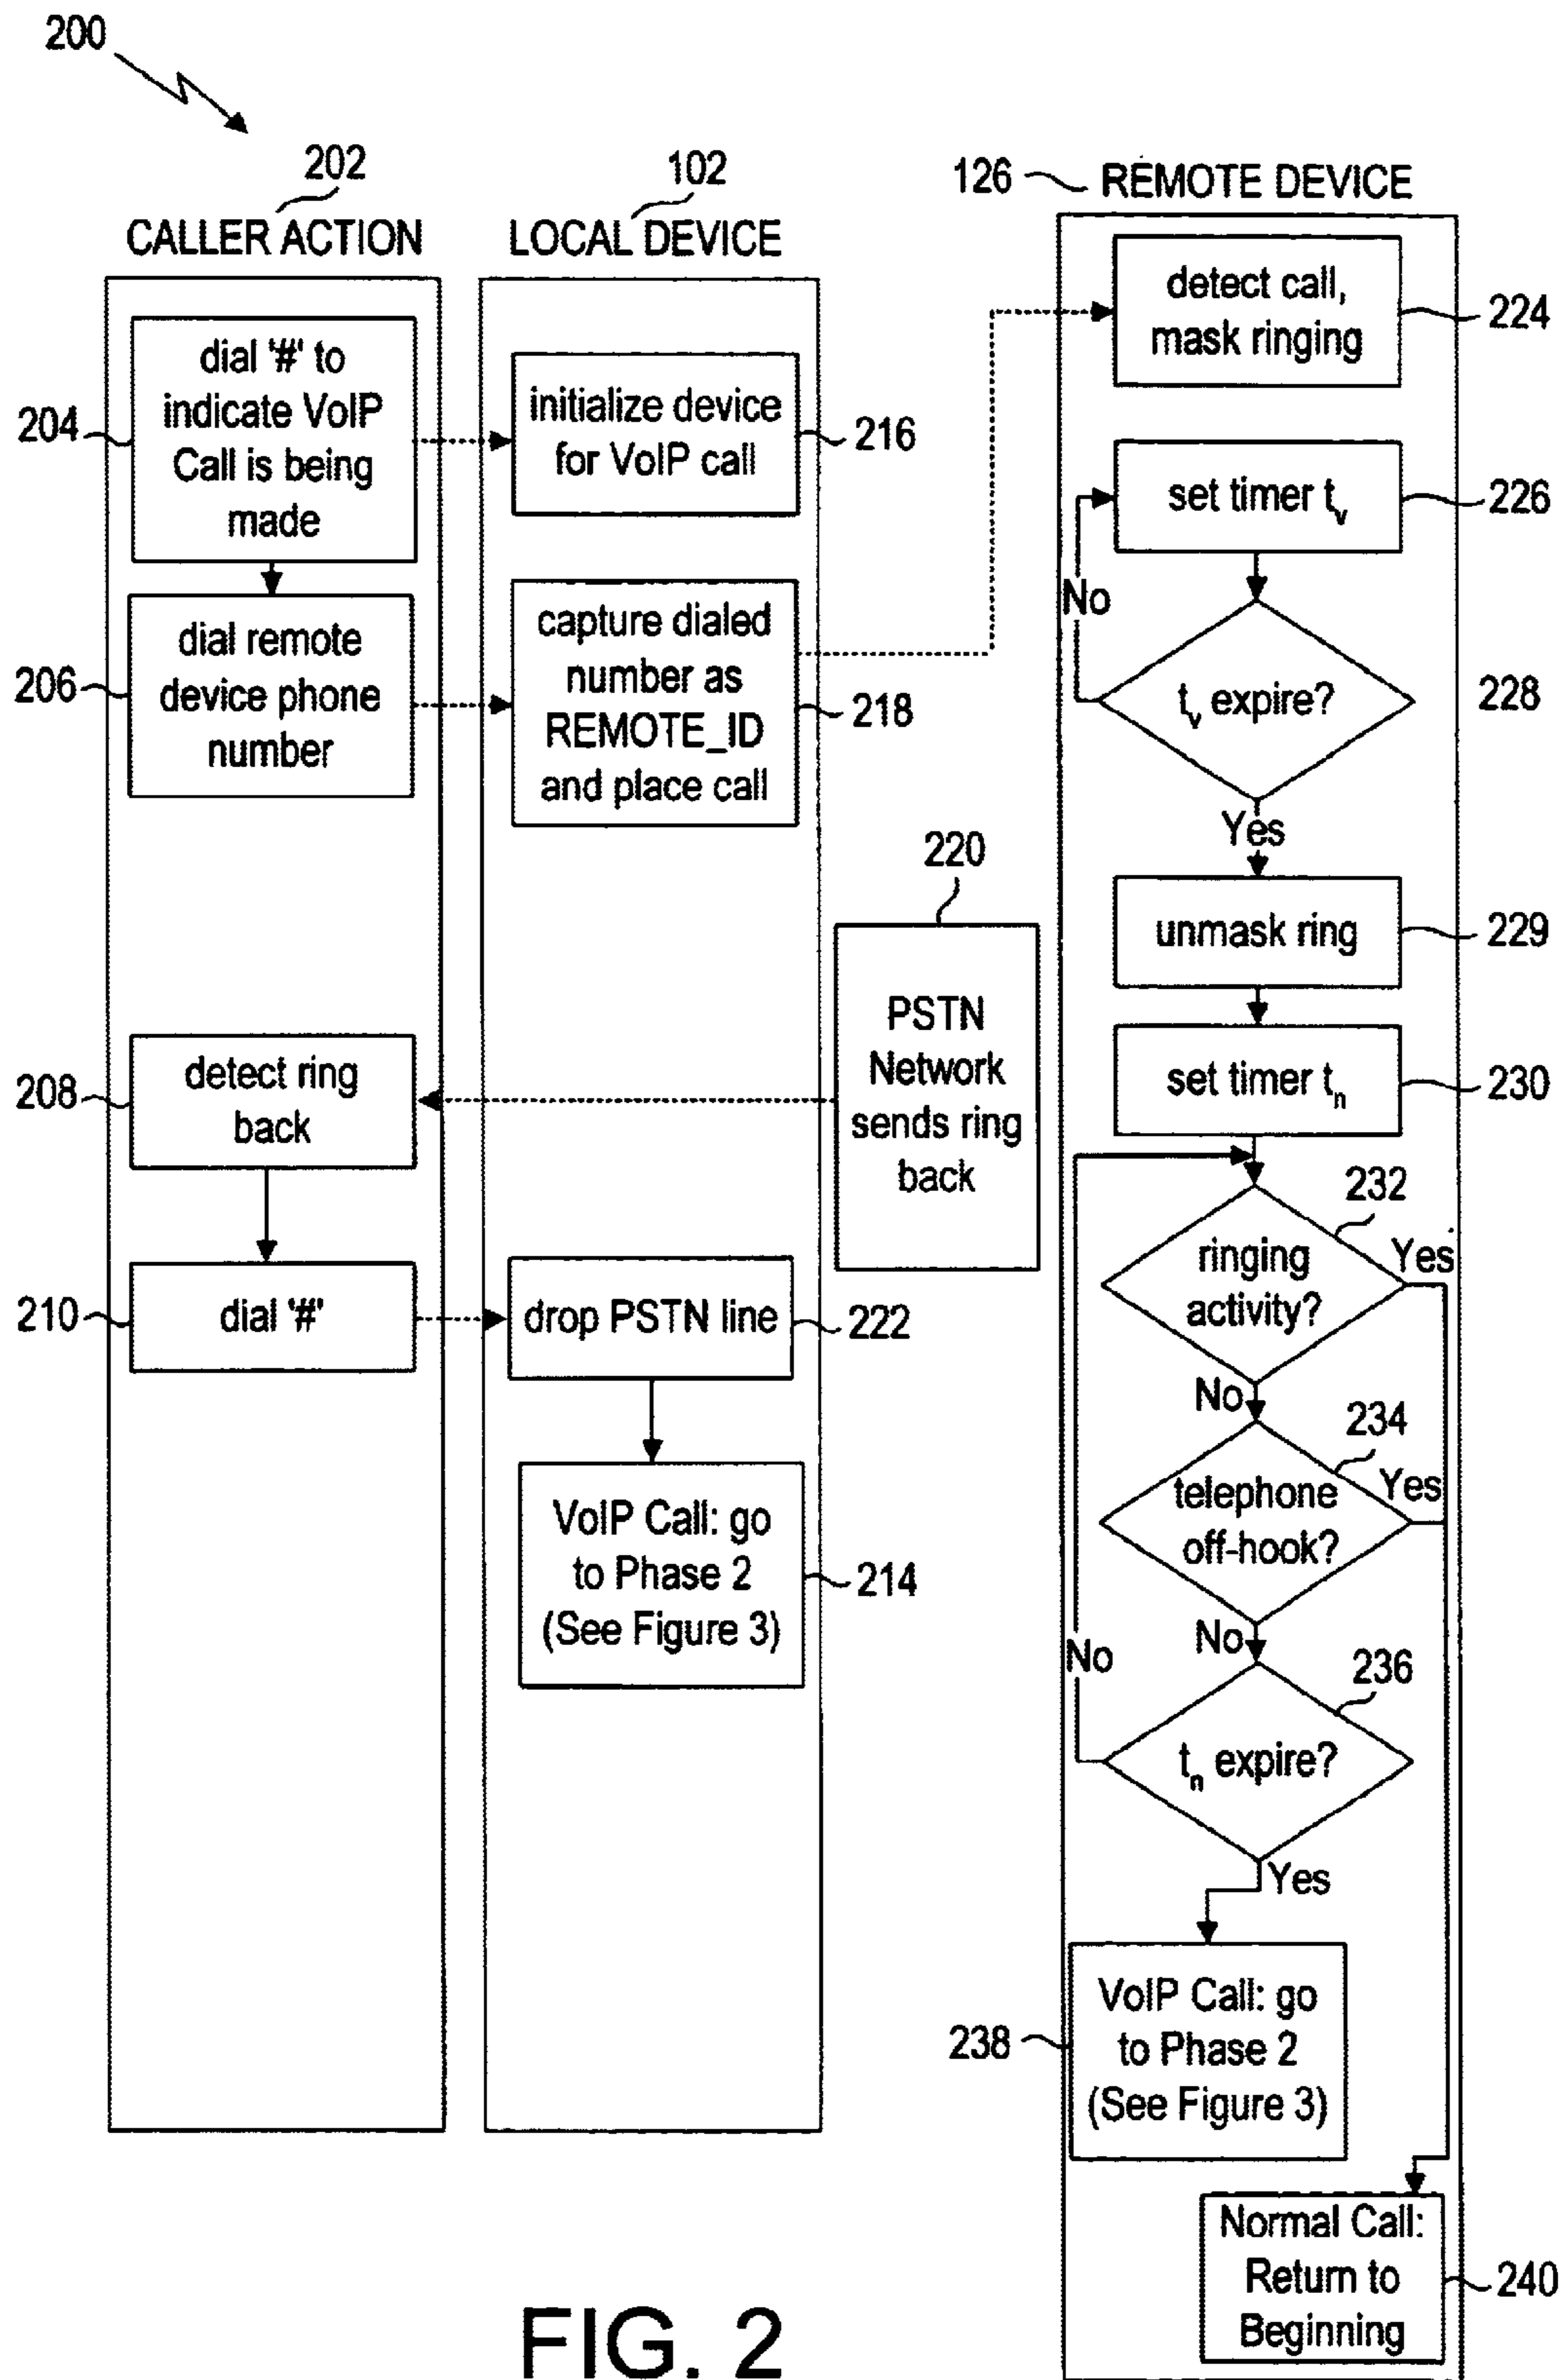 200
202
CALLER ACTION
204
dial '#' to
indicate VoIP
Call is being
made
206
dial remote
device phone
number
208
detect ring
back
210
dial '#'
102
LOCAL DEVICE
initialize device
for VoIP call
216
capture dialed
number as
REMOTE_ID
and place call
218
220
PSTN
Network
sends ring
back
drop PSTN line
222
VoIP Call: go
to Phase 2
(See Figure 3)
214
126
REMOTE DEVICE
detect call,
mask ringing
224
set timer tv
226
No
tv expire?
228
Yes
unmask ring
229
set timer tn
230
232
ringing
activity?
Yes
No
234
telephone
off-hook?
Yes
No
No
236
tn expire?
Yes
238
VoIP Call: go
to Phase 2
(See Figure 3)
Normal Call:
Return to
Beginning
240
FIG. 2